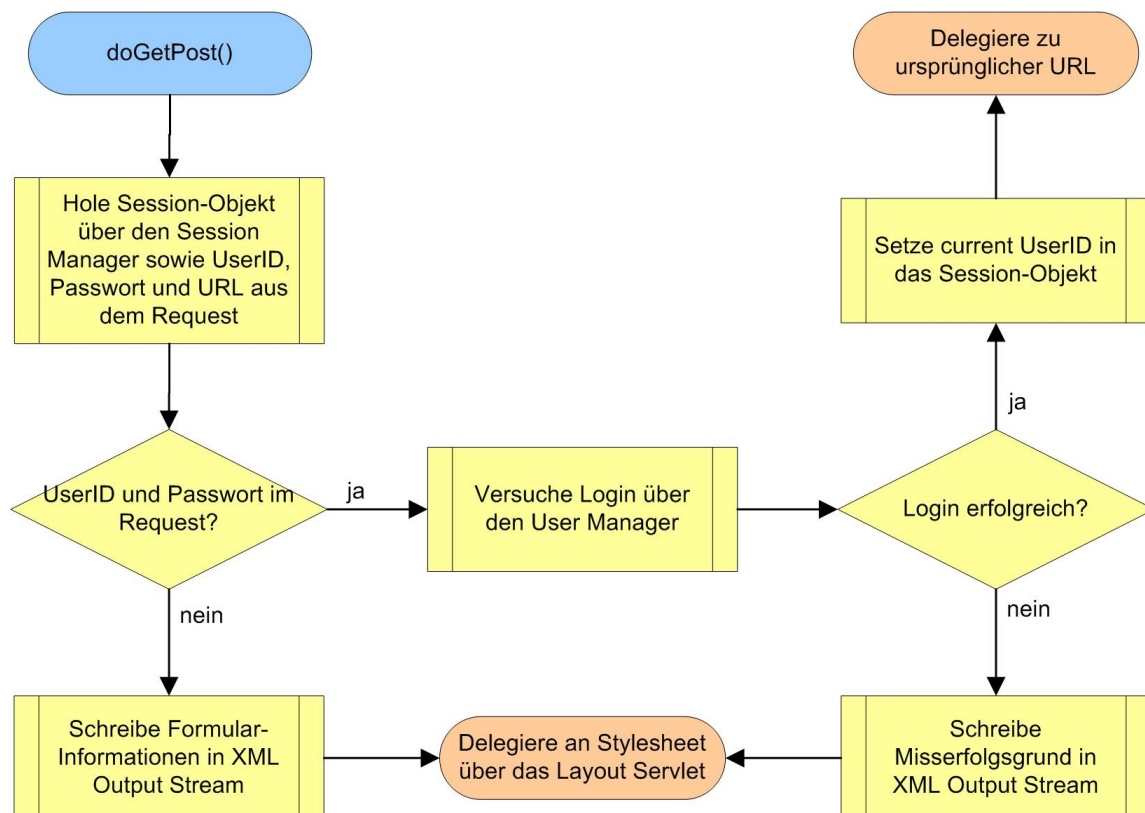 doGetPost()
Delegiere zu
ursprünglicher URL
Hole Session-Objekt
über den Session
Manager sowie UserID,
Passwort und URL aus
dem Request
Setze current UserID in
das Session-Objekt
ja
UserID und Passwort im
Request?
ja
Versuche Login über
den User Manager
Login erfolgreich?
nein
nein
Schreibe Formular-
Informationen in XML
Output Stream
Delegiere an Stylesheet
über das Layout Servlet
Schreibe
Misserfolgsgrund in
XML Output Stream